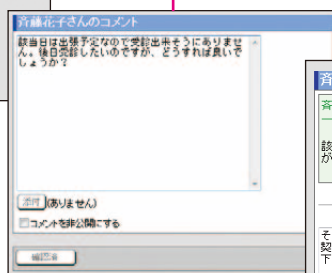 斉藤花子さんのコメント
該当日は出張予定なので受診出来そうにありませ
ん。後日受診したいのですが、どうすれば良いで
しょうか?
添付 (ありません)
コメントを非公開にする
確認済
斉
斉
該
が
そ
契
下